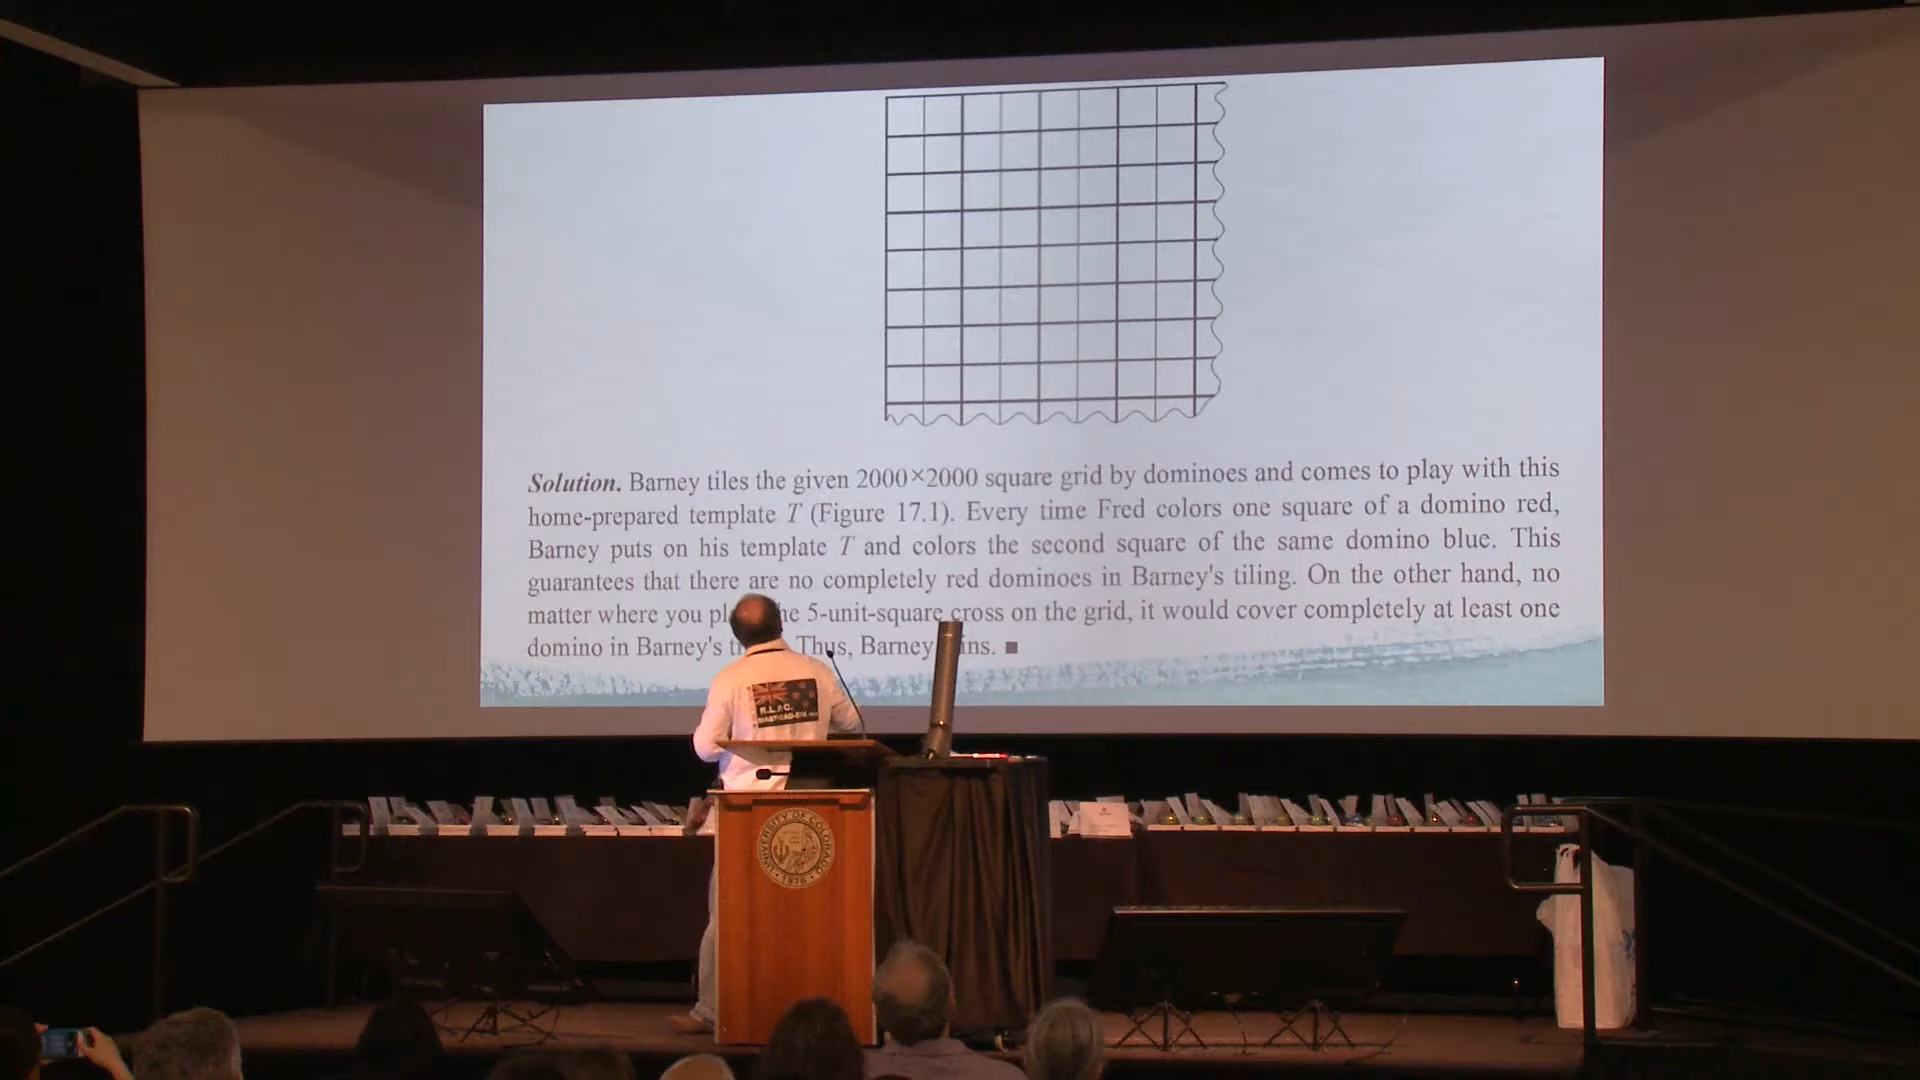 Solution. Barney tiles the given 2000×2000 square grid by dominoes and comes to play with this
home-prepared template T (Figure 17.1). Every time Fred colors one square of a domino red,
Barney puts on his template T and colors the second square of the same domino blue. This
guarantees that there are no completely red dominoes in Barney's tiling. On the other hand, no
matter where you 5-unit-square cross on the grid, it would cover completely at least one
domino in Barney's Thus, Barney ■
R.L.F.C.
UNIVERSITY OF COLORADO
1876